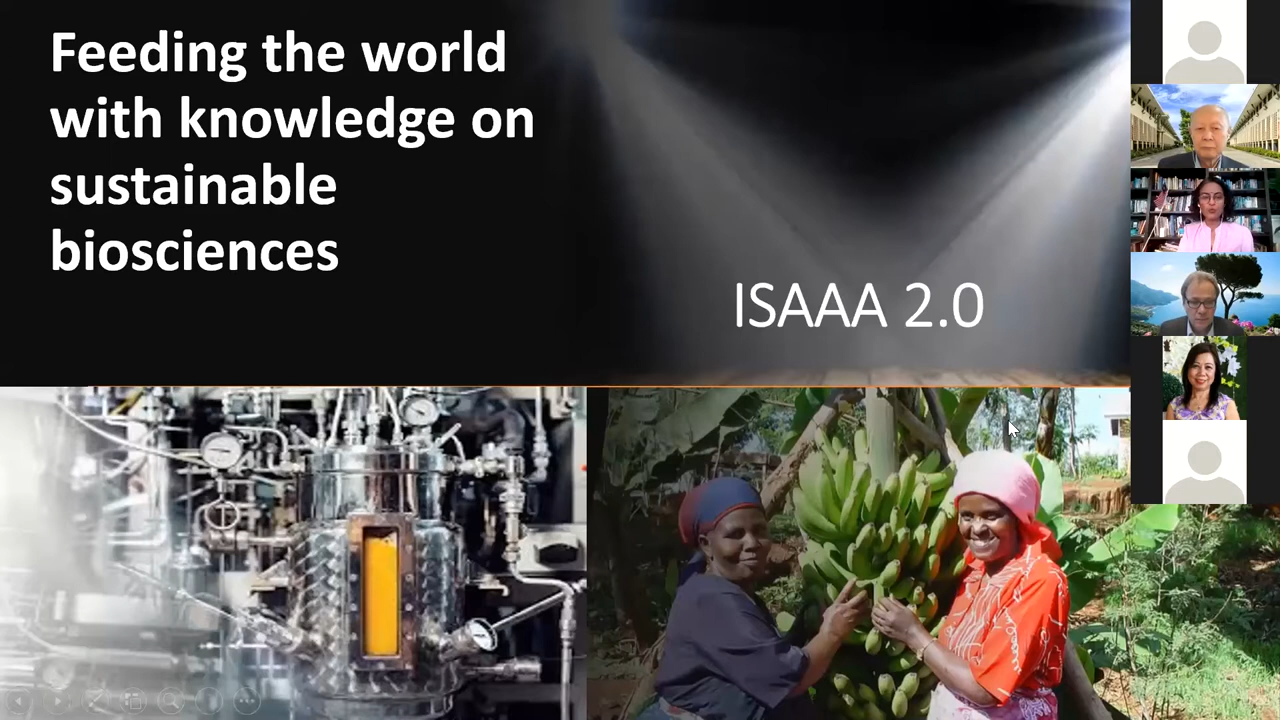 Feeding the world
with knowledge on
sustainable
biosciences
ISAAA 2.0